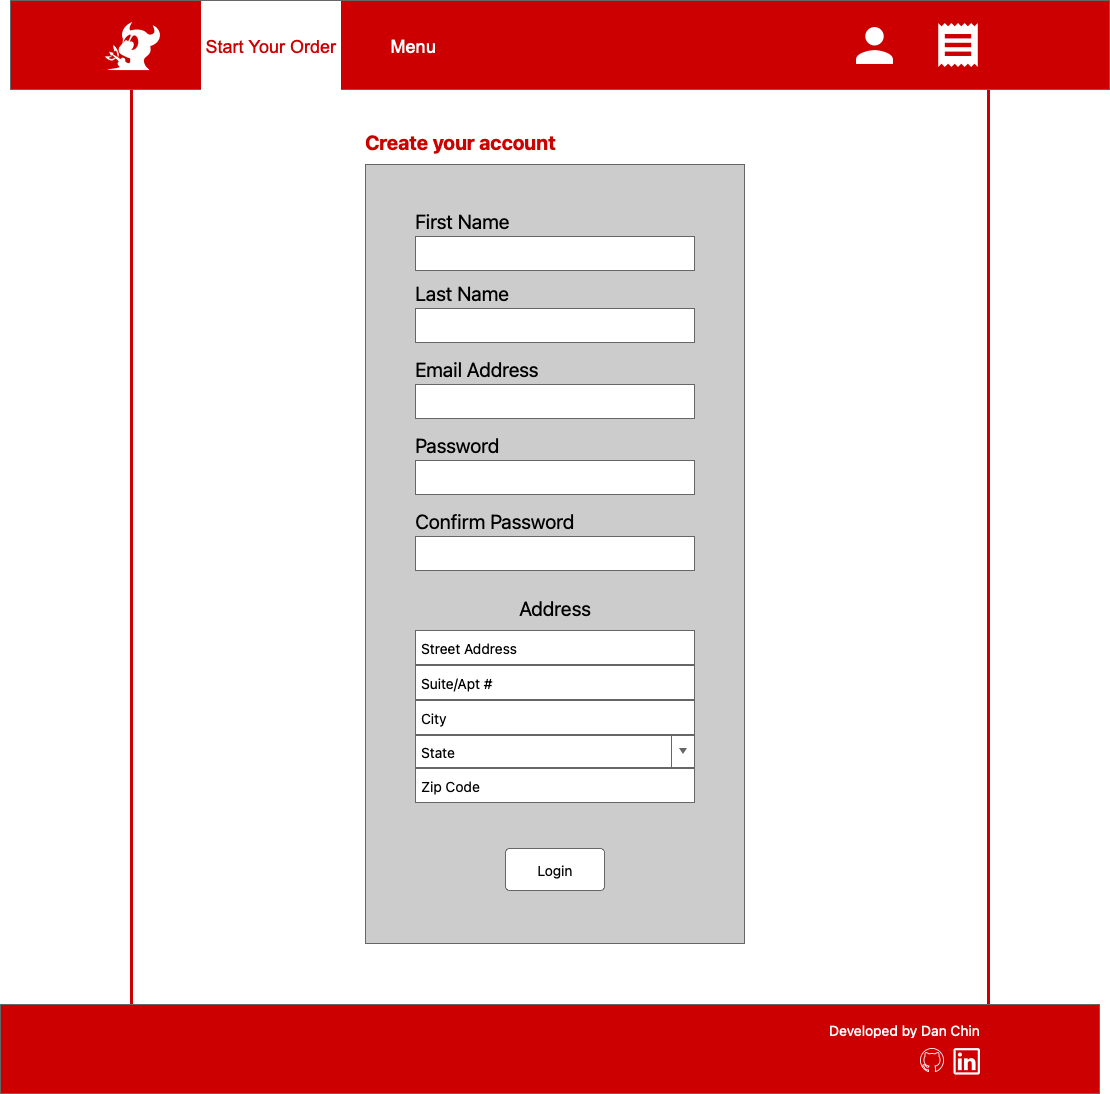 Start Your Order
Menu
Create your account
First Name
Last Name
Email Address
Password
Confirm Password
Address
Street Address
Suite/Apt #
City
State
Zip Code
Login
Developed by Dan Chin
in